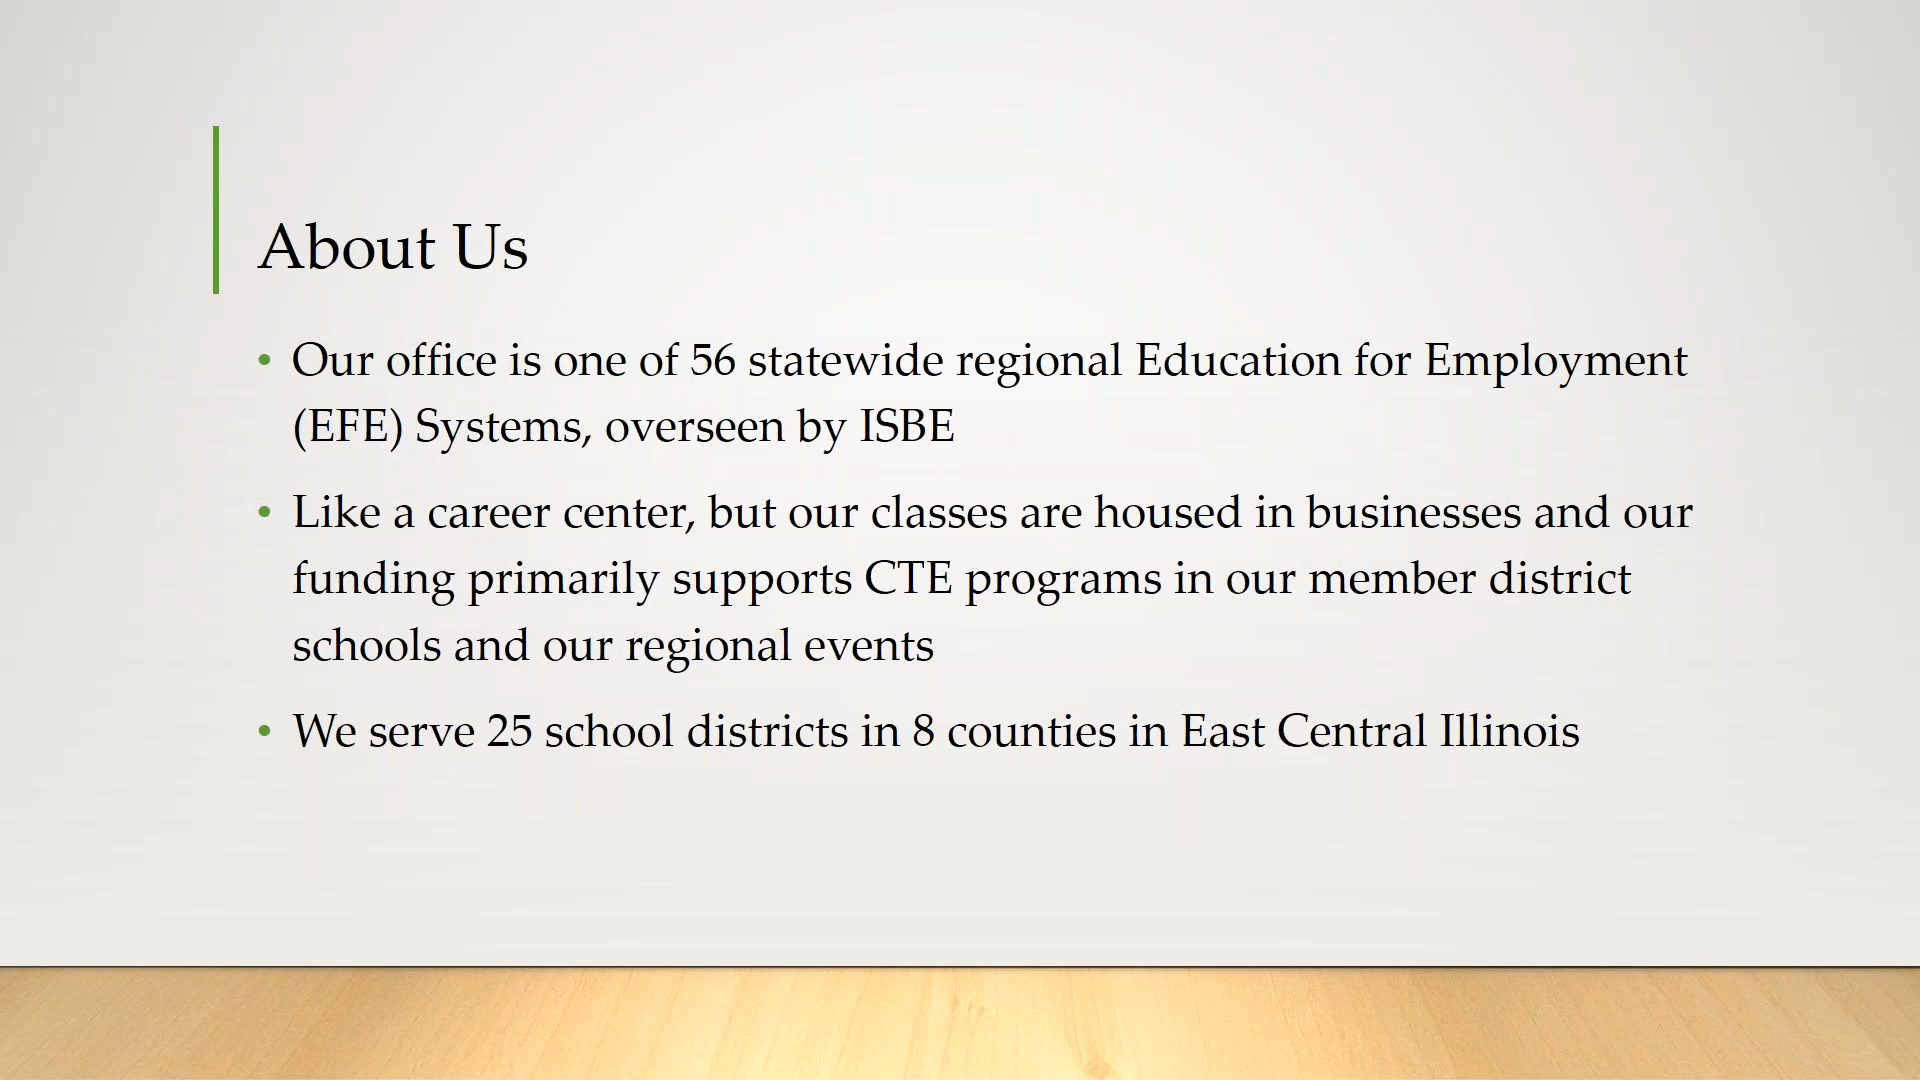 About Us
• Our office is one of 56 statewide regional Education for Employment
(EFE) Systems, overseen by ISBE
• Like a career center, but our classes are housed in businesses and our
funding primarily supports CTE programs in our member district
schools and our regional events
• We serve 25 school districts in 8 counties in East Central Illinois